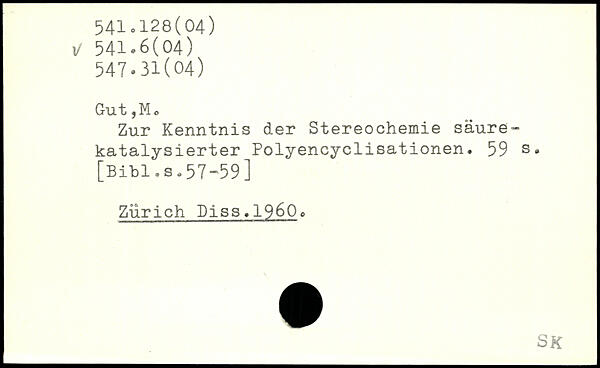 541.128(04)
√ 541.6(04)
547.31(04)
Gut,M.
Zur Kenntnis der Stereochemie säure-
katalysierter Polyencyclisationen. 59 s.
[Bibl.s.57-59]
Zürich Diss.1960.
SK